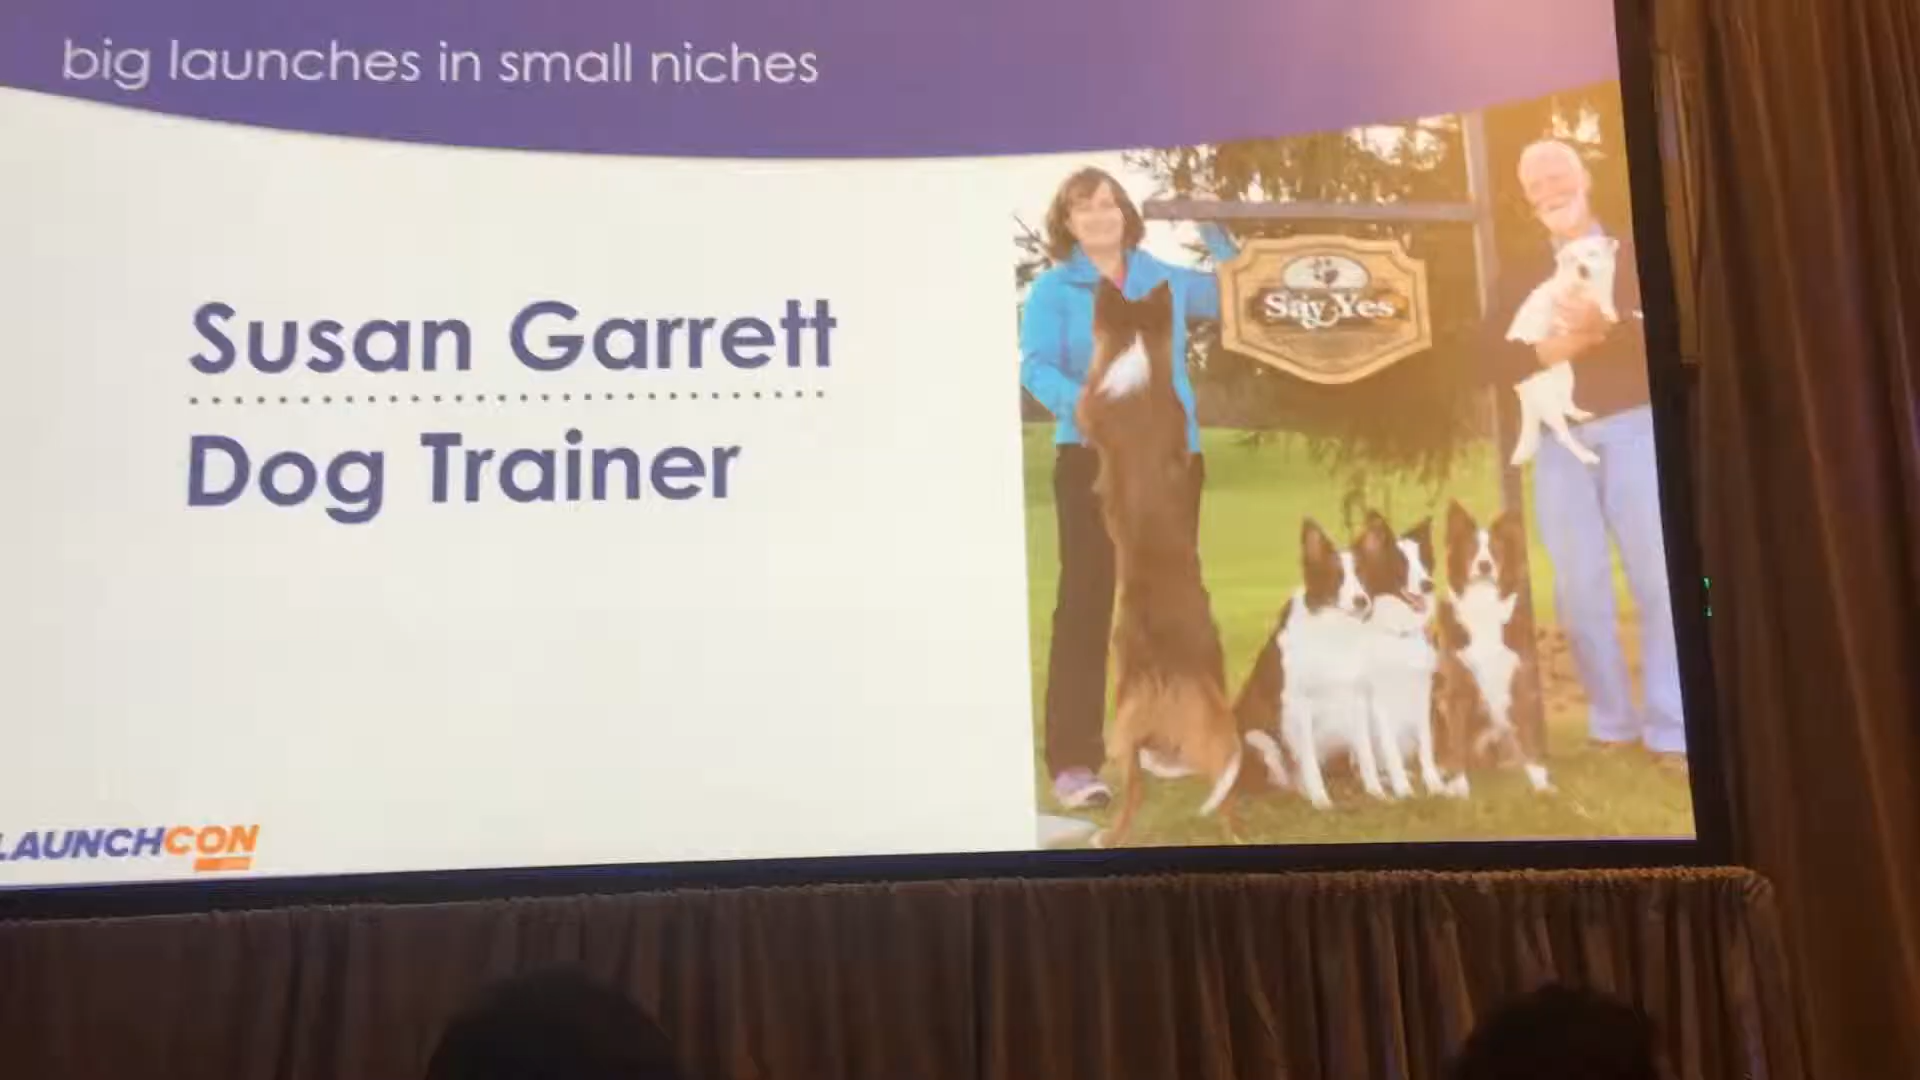 big launches in small niches
Susan Garrett
Dog Trainer
Say Yes
LAUNCHCON